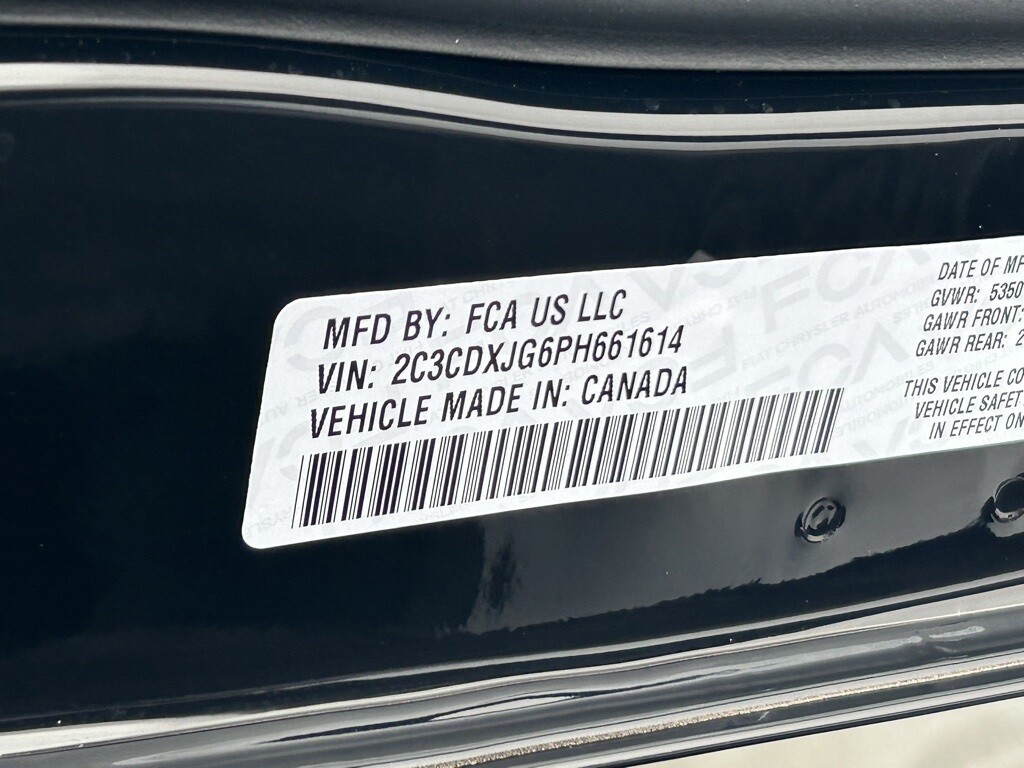 MFD BY: FCA US LLC
VIN: 2C3CDXJG6PH661614
VEHICLE MADE IN: CANADA
DATE OF MF
GVWR: 5350
GAWR FRONT:
GAWR REAR: 2
THIS VEHICLE CO
VEHICLE SAFET
IN EFFECT ON